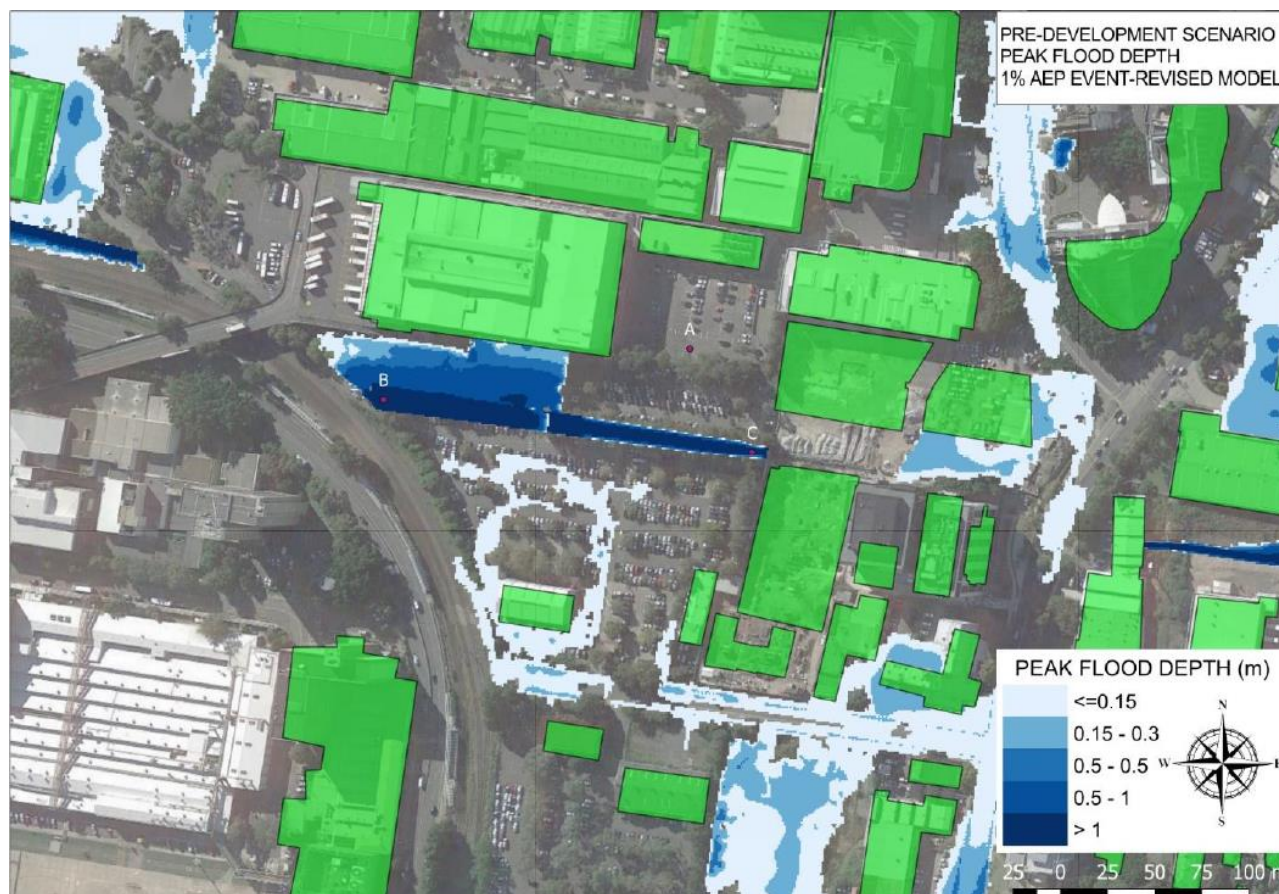 PRE-DEVELOPMENT SCENARIO
PEAK FLOOD DEPTH
1% AEP EVENT-REVISED MODEL
A
B
C
PEAK FLOOD DEPTH (m)
<=0.15
0.15 - 0.3
0.5 - 0.5
0.5 - 1
> 1
N
W E
S
25 0 25 50 75 100 m